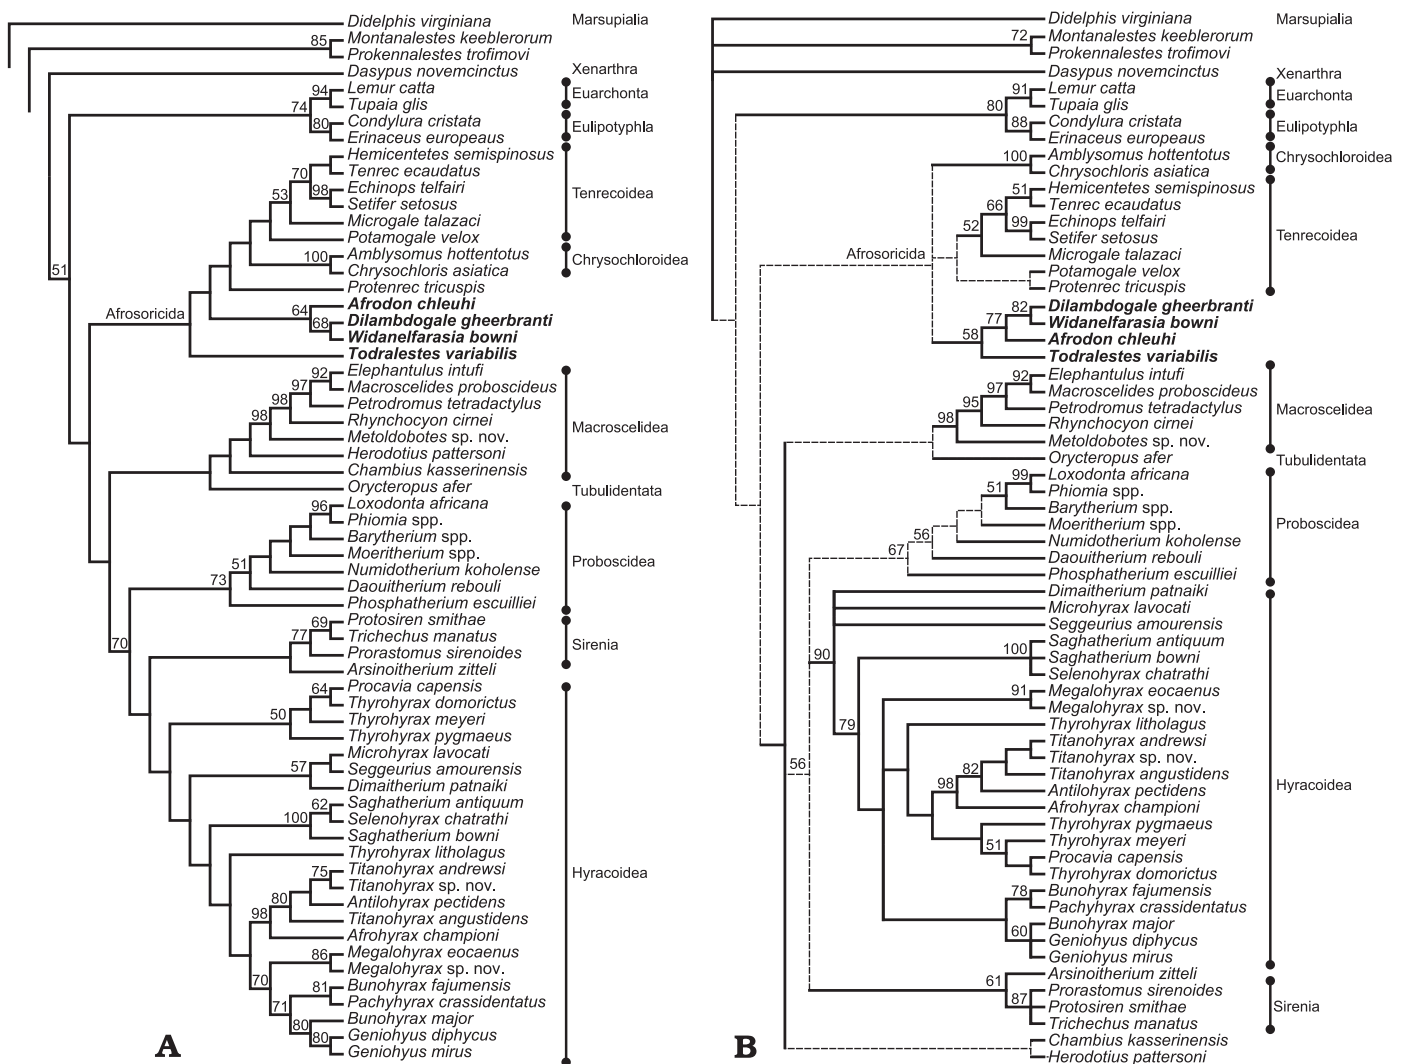 Didelphis virginiana
Marsupialia
85
Montanalestes keeblerorum
Prokennalestes trofimovi
Dasypus novemcinctus
Xenarthra
94
Lemur catta
74
Tupaia glis
Euarchonta
80
Condylura cristata
Erinaceus europeaus
Eulipotyphla
Hemicentetes semispinosus
70
Tenrec ecaudatus
53
98
Echinops telfairi
Setifer setosus
Tenrecoidea
Microgale talazaci
Potamogale velox
51
100
Amblysomus hottentotus
Chrysochloris asiatica
Chrysochloroidea
Protenrec tricuspis
Afrosoricida
64
Afrodon chleuhi
68
Dilambdogale gheerbranti
Widanelfarasia bowni
Todralestes variabilis
92
Elephantulus intufi
97
Macroscelides proboscideus
98
Petrodromus tetradactylus
98
Rhynchocyon cirnei
Macroscelidea
Metoldobotes sp. nov.
Herodotius pattersoni
Chambius kasserinensis
Orycteropus afer
Tubulidentata
96
Loxodonta africana
Phiomia spp.
Barytherium spp.
Moeritherium spp.
Proboscidea
51
Numidotherium koholense
73
Daouitherium rebouli
Phosphatherium escuilliei
70
69
Protosiren smithae
77
Trichechus manatus
Sirenia
Prorastomus sirenoides
Arsinoitherium zitteli
64
Procavia capensis
Thyrohyrax domorictus
50
Thyrohyrax meyeri
Thyrohyrax pygmaeus
Microhyrax lavocati
57
Seggeurius amourensis
Dimaitherium patnaiki
62
Saghatherium antiquum
100
Selenohyrax chatrathi
Saghatherium bowni
Thyrohyrax litholagus
Hyracoidea
75
Titanohyrax andrewsi
Titanohyrax sp. nov.
80
Antilohyrax pectidens
98
Titanohyrax angustidens
Afrohyrax championi
86
Megalohyrax eocaenus
Megalohyrax sp. nov.
70
81
Bunohyrax fajumensis
71
Pachyhyrax crassidentatus
80
Bunohyrax major
80
Geniohyus diphycus
Geniohyus mirus
A
Didelphis virginiana
Marsupialia
72
Montanalestes keeblerorum
Prokennalestes trofimovi
Dasypus novemcinctus
Xenarthra
91
Lemur catta
80
Tupaia glis
Euarchonta
88
Condylura cristata
Erinaceus europeaus
Eulipotyphla
100
Amblysomus hottentotus
Chrysochloris asiatica
Chrysochloroidea
51
Hemicentetes semispinosus
66
Tenrec ecaudatus
52
99
Echinops telfairi
Setifer setosus
Tenrecoidea
Microgale talazaci
Afrosoricida
Potamogale velox
Protenrec tricuspis
82
Dilambdogale gheerbranti
77
Widanelfarasia bowni
58
Afrodon chleuhi
Todralestes variabilis
92
Elephantulus intufi
97
Macroscelides proboscideus
95
Petrodromus tetradactylus
Macroscelidea
98
Rhynchocyon cirnei
Metoldobotes sp. nov.
Orycteropus afer
Tubulidentata
99
Loxodonta africana
51
Phiomia spp.
Barytherium spp.
Moeritherium spp.
Proboscidea
56
Numidotherium koholense
67
Daouitherium rebouli
Phosphatherium escuilliei
Dimaitherium patnaiki
Microhyrax lavocati
Seggeurius amourensis
90
100
Saghatherium antiquum
Saghatherium bowni
Selenohyrax chatrathi
91
Megalohyrax eocaenus
Megalohyrax sp. nov.
79
Thyrohyrax litholagus
Titanohyrax andrewsi
Titanohyrax sp. nov.
56
82
Titanohyrax angustidens
98
Antilohyrax pectidens
Hyracoidea
Afrohyrax championi
Thyrohyrax pygmaeus
51
Thyrohyrax meyeri
Procavia capensis
Thyrohyrax domorictus
78
Bunohyrax fajumensis
Pachyhyrax crassidentatus
60
Bunohyrax major
Geniohyus diphycus
Geniohyus mirus
61
Arsinoitherium zitteli
87
Prorastomus sirenoides
Protosiren smithae
Sirenia
Trichechus manatus
Chambius kasserinensis
Herodotius pattersoni
B